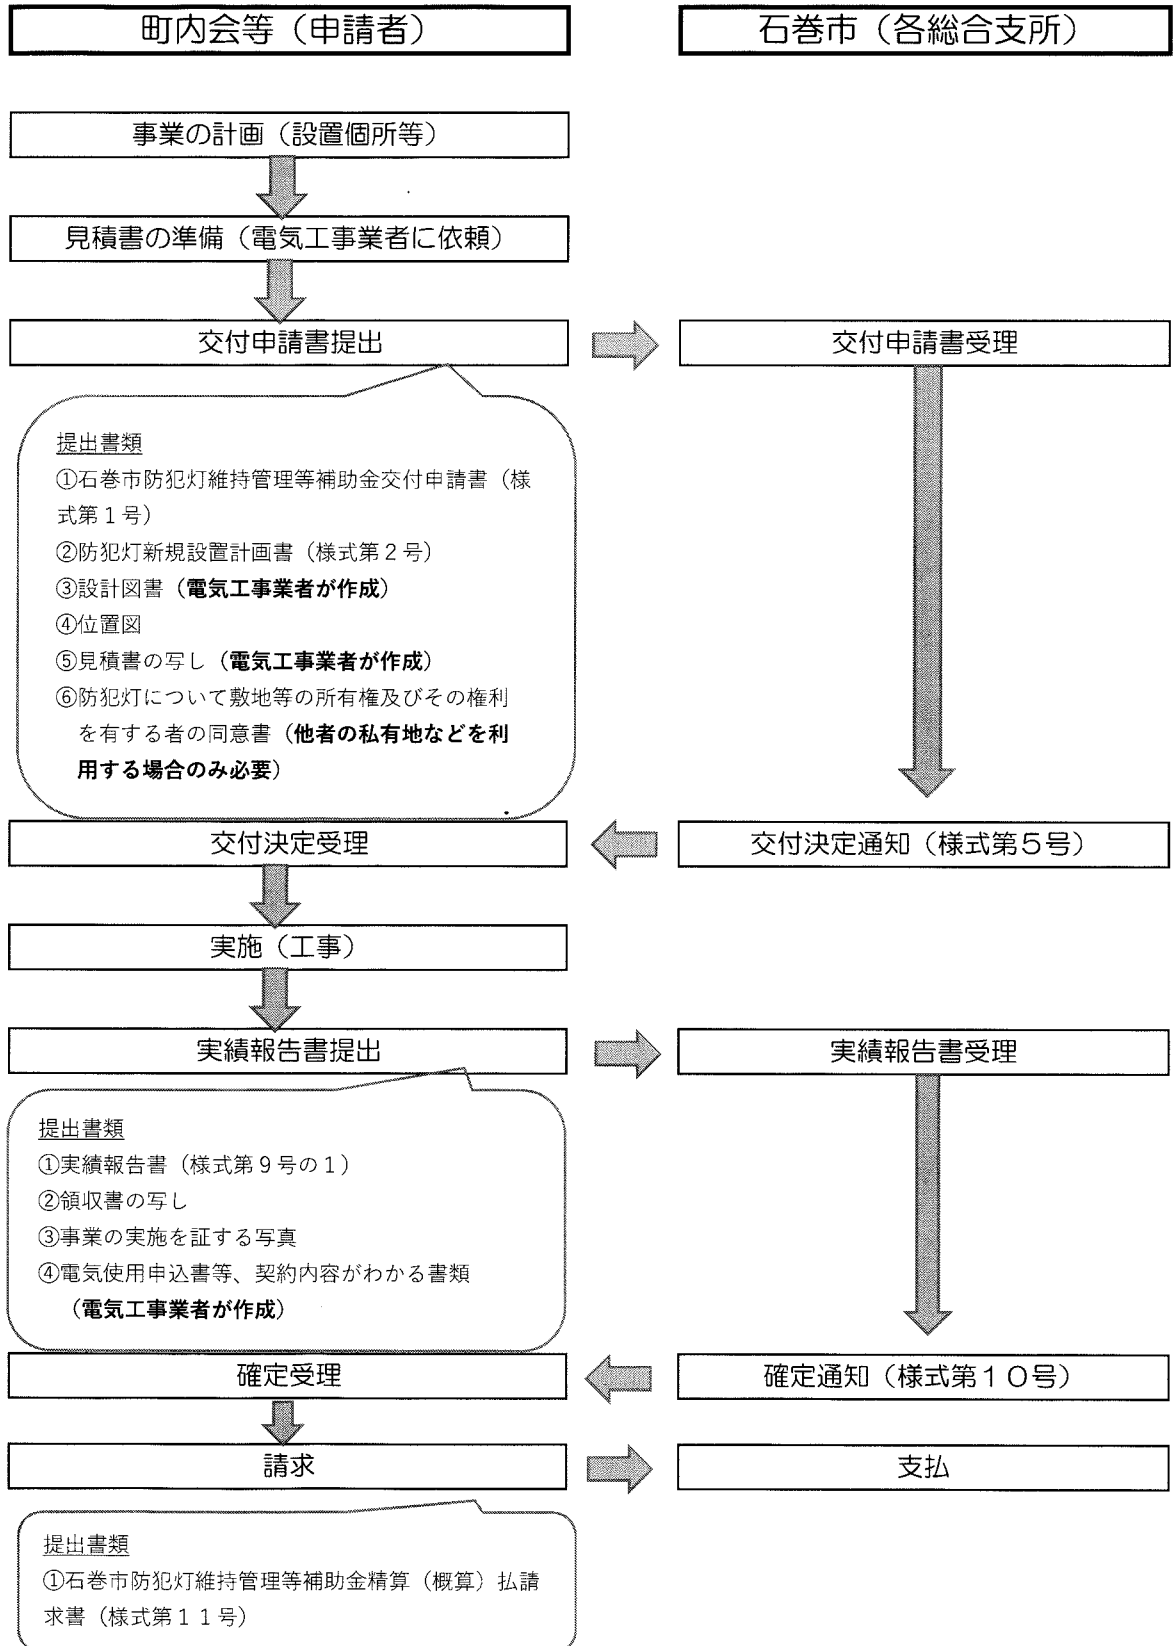 町内会等（申請者）
石巻市（各総合支所）
事業の計画（設置個所等）
見積書の準備（電気工事業者に依頼）
交付申請書提出
交付申請書受理
提出書類
①石巻市防犯灯維持管理等補助金交付申請書（様
式第１号）
②防犯灯新規設置計画書（様式第２号）
③設計図書（電気工事業者が作成）
④位置図
⑤見積書の写し（電気工事業者が作成）
⑥防犯灯について敷地等の所有権及びその権利
を有する者の同意書（他者の私有地などを利
用する場合のみ必要）
交付決定受理
交付決定通知（様式第５号）
実施（工事）
実績報告書提出
実績報告書受理
提出書類
①実績報告書（様式第９号の１）
②領収書の写し
③事業の実施を証する写真
④電気使用申込書等、契約内容がわかる書類
（電気工事業者が作成）
確定受理
確定通知（様式第１０号）
請求
支払
提出書類
①石巻市防犯灯維持管理等補助金精算（概算）払請
求書（様式第１１号）